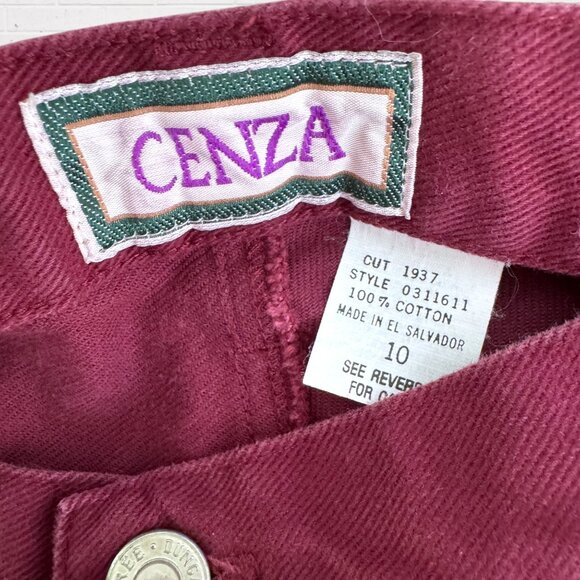 CENZA
CUT 1937
STYLE 0311611
100% COTTON
MADE IN EL SALVADOR
10
SEE REVERS
FOR